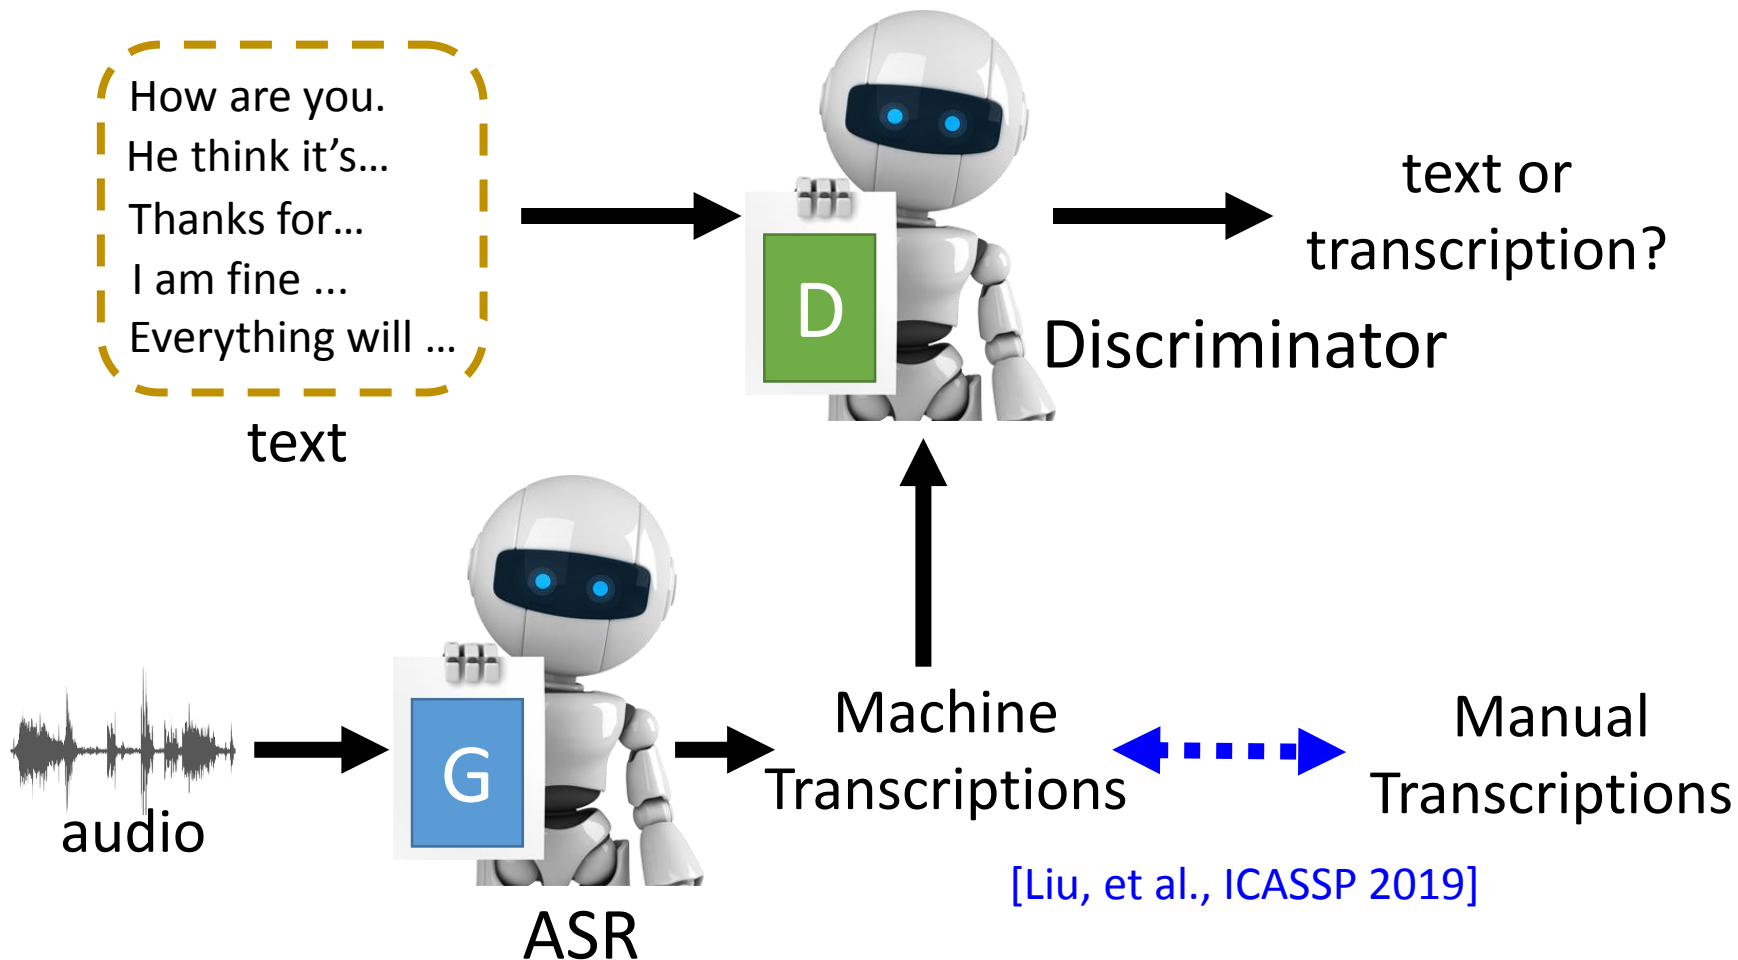 How are you.
He think it’s…
Thanks for…
I am fine …
Everything will …
text
D
text or
transcription?
Discriminator
G
audio
ASR
Machine
Transcriptions
Manual
Transcriptions
[Liu, et al., ICASSP 2019]